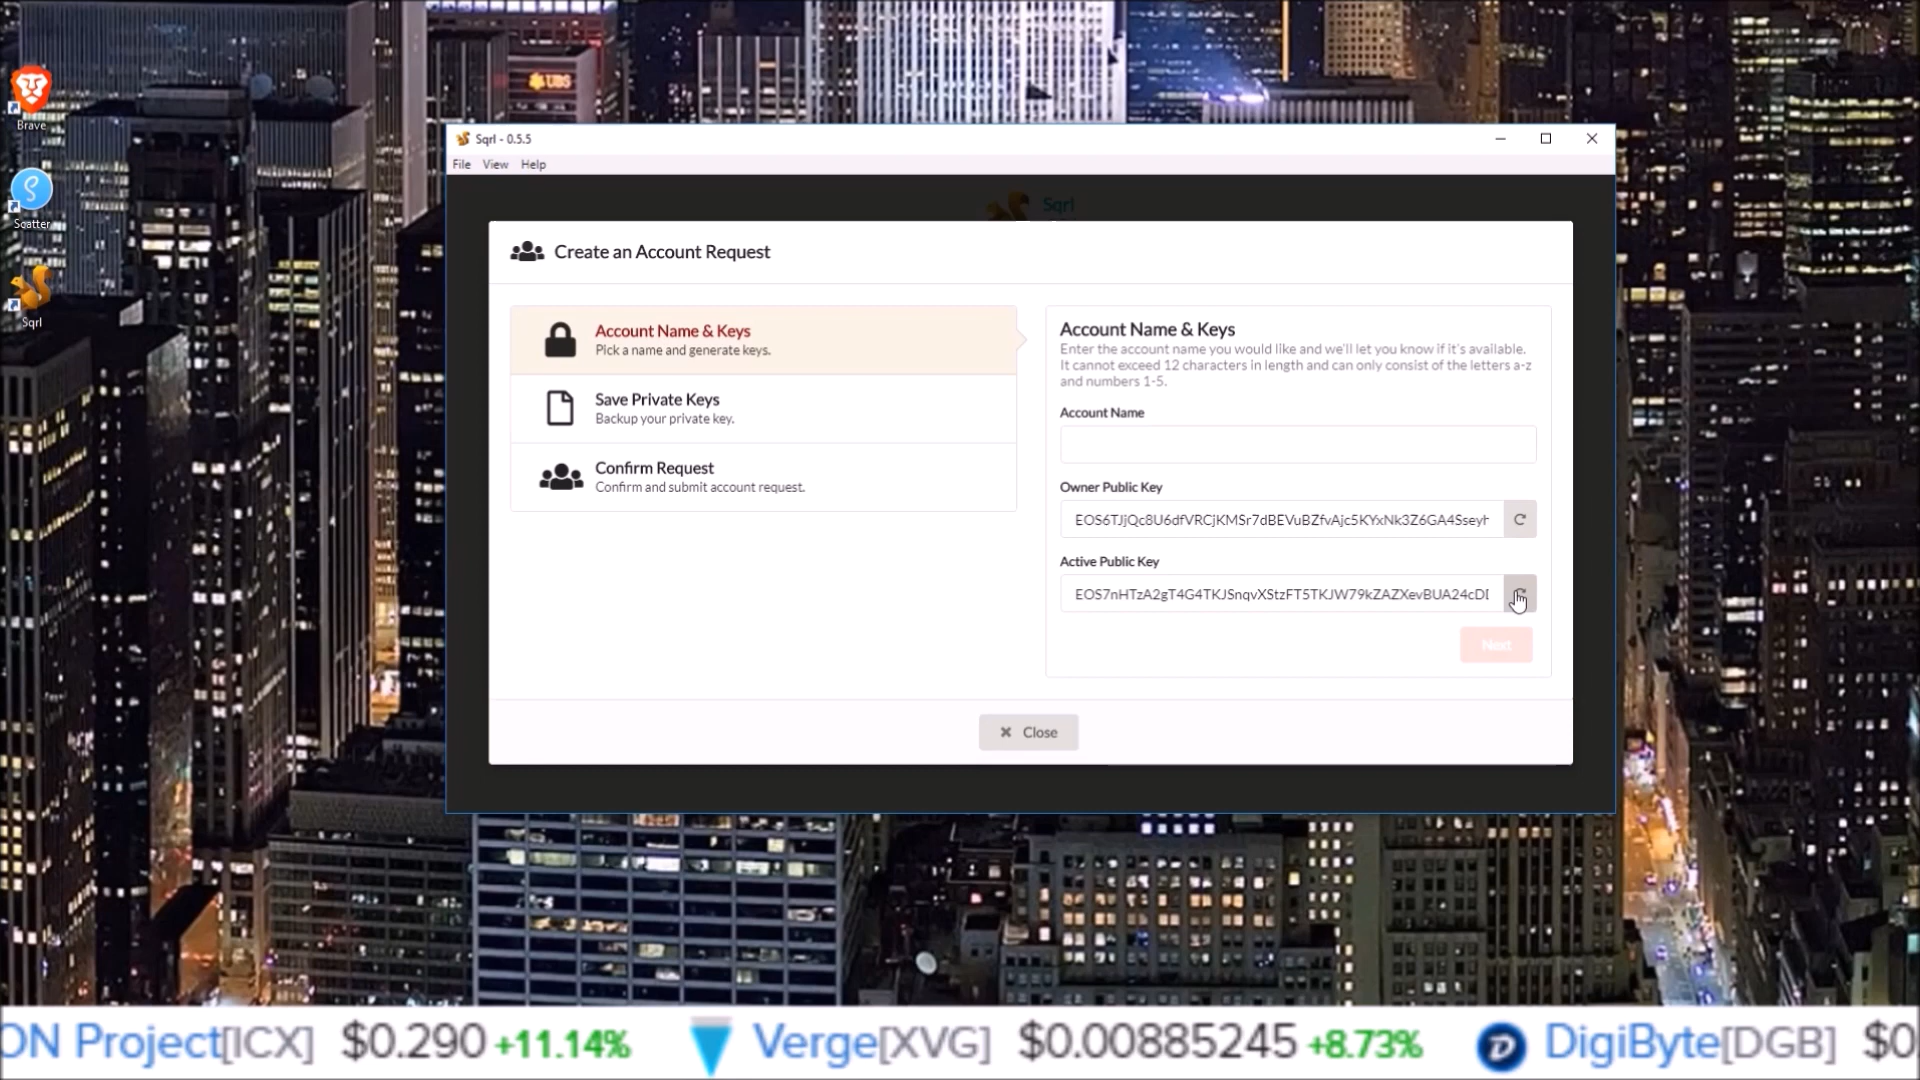 UBS
Brave
Scatter
Sqrl
Sqrl - 0.5.5
File View Help
Sqrl
Create an Account Request
Account Name & Keys
Pick a name and generate keys.
Save Private Keys
Backup your private key.
Confirm Request
Confirm and submit account request.
Account Name & Keys
Enter the account name you would like and we'll let you know if it's available.
It cannot exceed 12 characters in length and can only consist of the letters a-z
and numbers 1-5.
Account Name
Owner Public Key
EOS6TJjQc8U6dfVRCjKMSr7dBEVuBZfvAjc5KYxNk3Z6GA4Ssey
Active Public Key
EOS7nHTzA2gT4G4TKJSnqvXStzFT5TKJW79kZAZXevBUA24cD
Next
Close
ON Project[ICX] $0.290 +11.14% Verge[XVG] $0.00885245 +8.73% DigiByte[DGB] $0